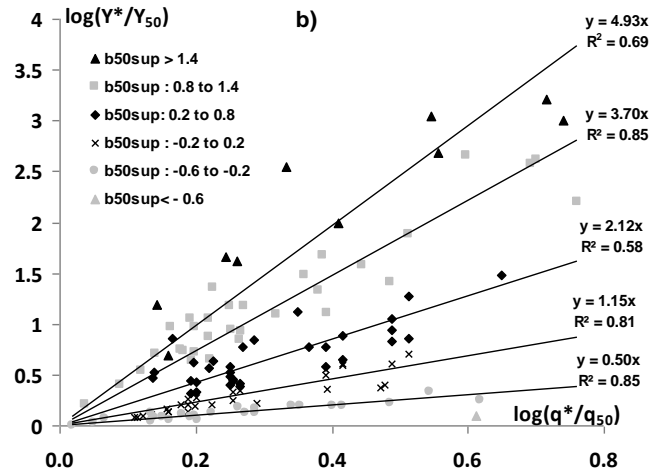 log(Y*/Y50)
b)
4
3.5
3
2.5
2
1.5
1
0.5
0
b50sup > 1.4
b50sup : 0.8 to 1.4
b50sup: 0.2 to 0.8
b50sup : -0.2 to 0.2
b50sup : -0.6 to -0.2
b50sup< - 0.6
y = 4.93x
R² = 0.69
y = 3.70x
R² = 0.85
y = 2.12x
R² = 0.58
y = 1.15x
R² = 0.81
y = 0.50x
R² = 0.85
log(q*/q50)
0.0 0.2 0.4 0.6 0.8